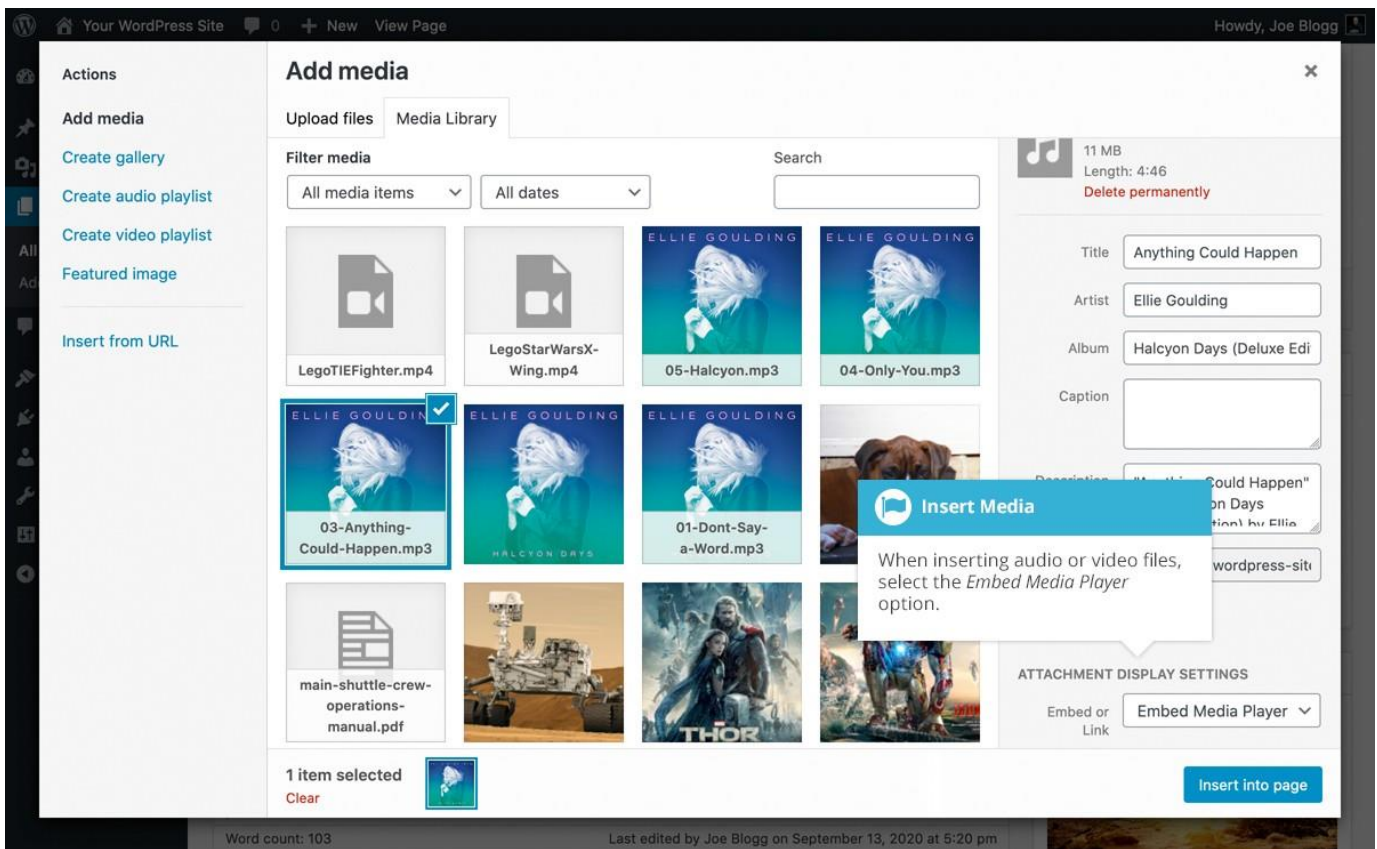 Your WordPress Site 0 New View Page Howdy, Joe Blogg
Actions
Add media
Create gallery
Create audio playlist
Create video playlist
Featured image
Insert from URL
All
Add media
Upload files Media Library
Filter media Search
All media items All dates
LegoTIEFighter.mp4
LegoStarWarsX-
Wing.mp4
ELLIE GOULDING
05-Halcyon.mp3
ELLIE GOULDING
04-Only-You.mp3
ELLIE GOULDIN
03-Anything-
Could-Happen.mp3
ELLIE GOULDING
HALCYON DAYS
ELLIE GOULDING
01-Dont-Say-
a-Word.mp3
main-shuttle-crew-
operations-
manual.pdf
THOR
11 MB
Length: 4:46
Delete permanently
Title Anything Could Happen
Artist Ellie Goulding
Album Halcyon Days (Deluxe Edi
Caption
Could Happen"
on Days
wordpress-sit
Insert Media
When inserting audio or video files,
select the Embed Media Player
option.
ATTACHMENT DISPLAY SETTINGS
Embed or
Link
Embed Media Player
1 item selected
Clear
Insert into page
Word count: 103 Last edited by Joe Blogg on September 13, 2020 at 5:20 pm